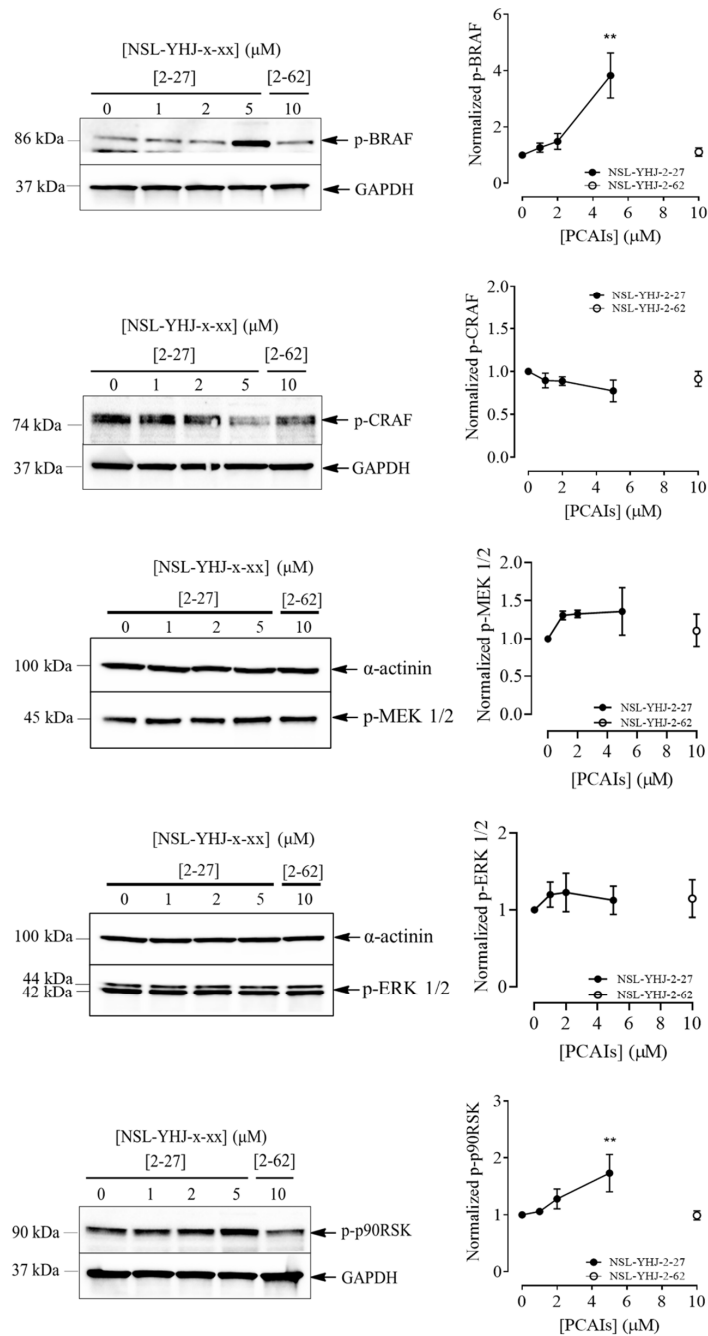 [NSL-YHJ-x-xx] (μM)
[2-27] [2-62]
0 1 2 5 10
86 kDa p-BRAF
37 kDa GAPDH
Normalized p-BRAF
6
4
2
0
** 
NSL-YHJ-2-27
NSL-YHJ-2-62
0 2 4 6 8 10
[PCAIs] (μM)
[NSL-YHJ-x-xx] (μM)
[2-27] [2-62]
0 1 2 5 10
74 kDa p-CRAF
37 kDa GAPDH
Normalized p-CRAF
2.0
1.5
1.0
0.5
0.0
NSL-YHJ-2-27
NSL-YHJ-2-62
0 2 4 6 8 10
[PCAIs] (μM)
[NSL-YHJ-x-xx] (μM)
[2-27] [2-62]
0 1 2 5 10
100 kDa α-actinin
45 kDa p-MEK 1/2
Normalized p-MEK 1/2
2.0
1.5
1.0
0.5
0.0
NSL-YHJ-2-27
NSL-YHJ-2-62
0 2 4 6 8 10
[PCAIs] (μM)
[NSL-YHJ-x-xx] (μM)
[2-27] [2-62]
0 1 2 5 10
100 kDa α-actinin
44 kDa
42 kDa p-ERK 1/2
Normalized p-ERK 1/2
2
1
0
NSL-YHJ-2-27
NSL-YHJ-2-62
0 2 4 6 8 10
[PCAIs] (μM)
[NSL-YHJ-x-xx] (μM)
[2-27] [2-62]
0 1 2 5 10
90 kDa p-p90RSK
37 kDa GAPDH
Normalized p-p90RSK
3
2
1
0
**
NSL-YHJ-2-27
NSL-YHJ-2-62
0 2 4 6 8 10
[PCAIs] (μM)